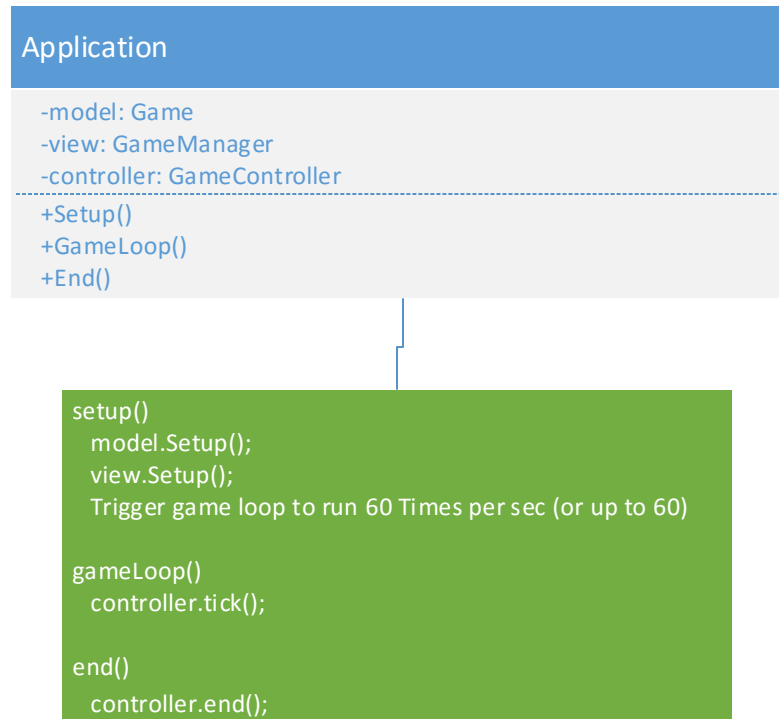 Application
-model: Game
-view: GameManager
-controller: GameController
+Setup()
+GameLoop()
+End()
setup()
model.Setup();
view.Setup();
Trigger game loop to run 60 Times per sec (or up to 60)
gameLoop()
controller.tick();
end()
controller.end();